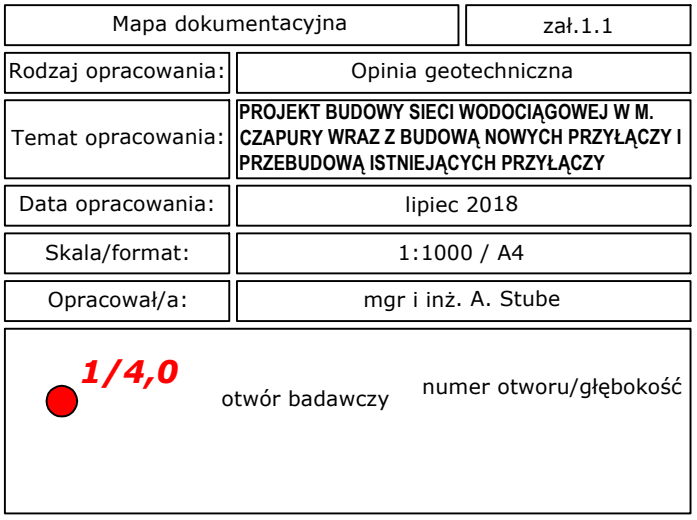 Mapa dokumentacyjna
zał.1.1
Rodzaj opracowania:
Opinia geotechniczna
Temat opracowania:
PROJEKT BUDOWY SIECI WODOCIĄGOWEJ W M.
CZAPURY WRAZ Z BUDOWĄ NOWYCH PRZYŁĄCZY I
PRZEBUDOWĄ ISTNIEJĄCYCH PRZYŁĄCZY
Data opracowania:
lipiec 2018
Skala/format:
1:1000 / A4
Opracował/a:
mgr i inż. A. Stube
1/4,0
otwór badawczy
numer otworu/głębokość